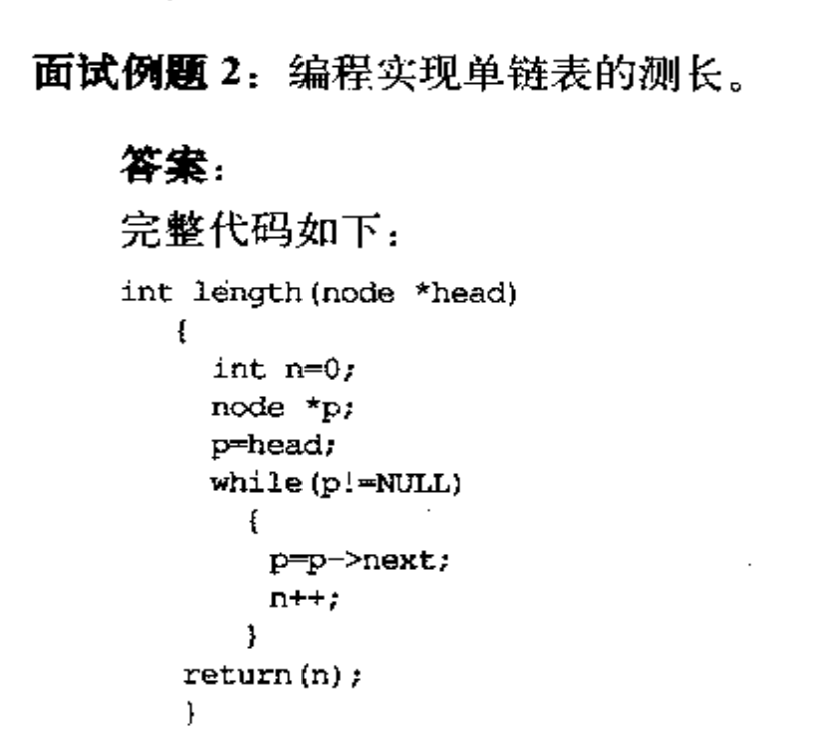 面试例题 2：编程实现单链表的测长。
答案：
完整代码如下：
int length(node *head)
{
int n=0;
node *p;
p=head;
while(p!=NULL)
{
p=p->next;
n++;
}
return(n);
}